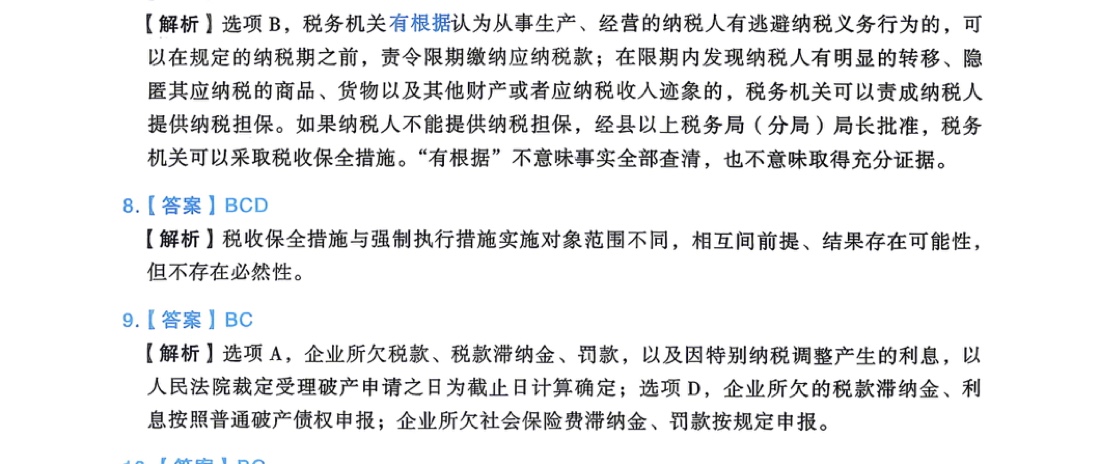 【解析】选项 B，税务机关有根据认为从事生产、经营的纳税人有逃避纳税义务行为的，可
以在规定的纳税期之前，责令限期缴纳应纳税款；在限期内发现纳税人有明显的转移、隐
匿其应纳税的商品、货物以及其他财产或者应纳税收入迹象的，税务机关可以责成纳税人
提供纳税担保。如果纳税人不能提供纳税担保，经县以上税务局（分局）局长批准，税务
机关可以采取税收保全措施。“有根据”不意味事实全部查清，也不意味取得充分证据。
8.【答案】BCD
【解析】税收保全措施与强制执行措施实施对象范围不同，相互间前提、结果存在可能性，
但不存在必然性。
9.【答案】BC
【解析】选项 A，企业所欠税款、税款滞纳金、罚款，以及因特别纳税调整产生的利息，以
人民法院裁定受理破产申请之日为截止日计算确定；选项 D，企业所欠的税款滞纳金、利
息按照普通破产债权申报；企业所欠社会保险费滞纳金、罚款按规定申报。